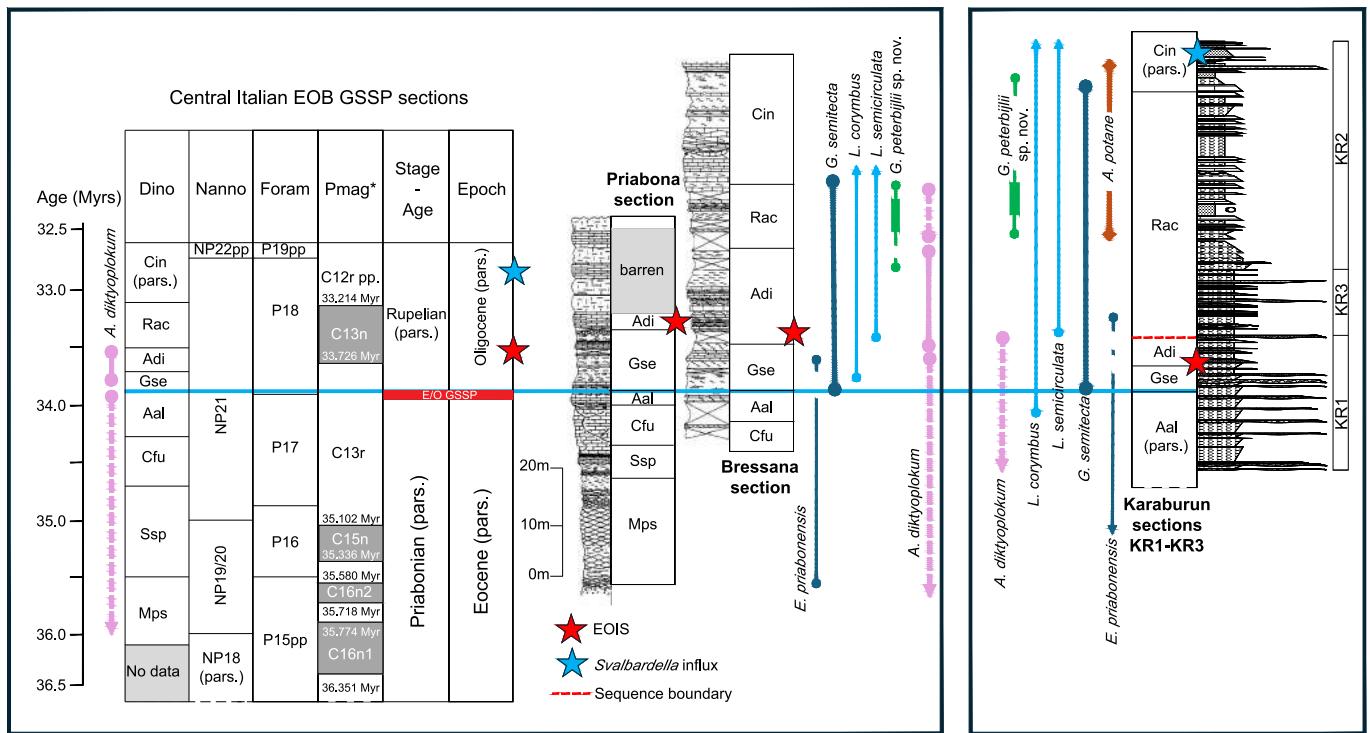 Central Italian EOB GSSP sections
Age (Myrs)
Dino
Nanno
Foram
Pmag*
Stage
-
Age
Epoch
32.5
33.0
33.5
34.0
35.0
36.0
36.5
A. diktyoplokum
Cin
(pars.)
Rac
Adi
Gse
Aal
Cfu
Ssp
Mps
No data
NP22pp
NP21
NP19/20
NP18
(pars.)
P19pp
P18
P17
P16
P15pp
C12r pp.
33.214 Myr
C13n
33.726 Myr
C13r
35.102 Myr
C15n
35.336 Myr
35.580 Myr
C16n2
35.718 Myr
35.774 Myr
C16n1
36.351 Myr
Rupelian
(pars.)
E/O GSSP
Priabonian (pars.)
Oligocene (pars.)
Eocene (pars.)
Priabona
section
barren
Adi
Gse
Aal
Cfu
Ssp
Mps
20m
10m
0m
Cin
Rac
Adi
Gse
Aal
Cfu
Bressana
section
E. priabonensis
G. semitecta
L. corymbus
L. semicirculata
G. peterbijlii sp. nov.
A. diktyoplokum
EOIS
Svalbardella influx
Sequence boundary
A. diktyoplokum
G. peterbijlii
sp. nov.
L. corymbus
L. semicirculata
G. semitecta
A. potane
E. priabonensis
Cin
(pars.)
Rac
Adi
Gse
Aal
(pars.)
KR2
KR3
KR1
Karaburun
sections
KR1-KR3